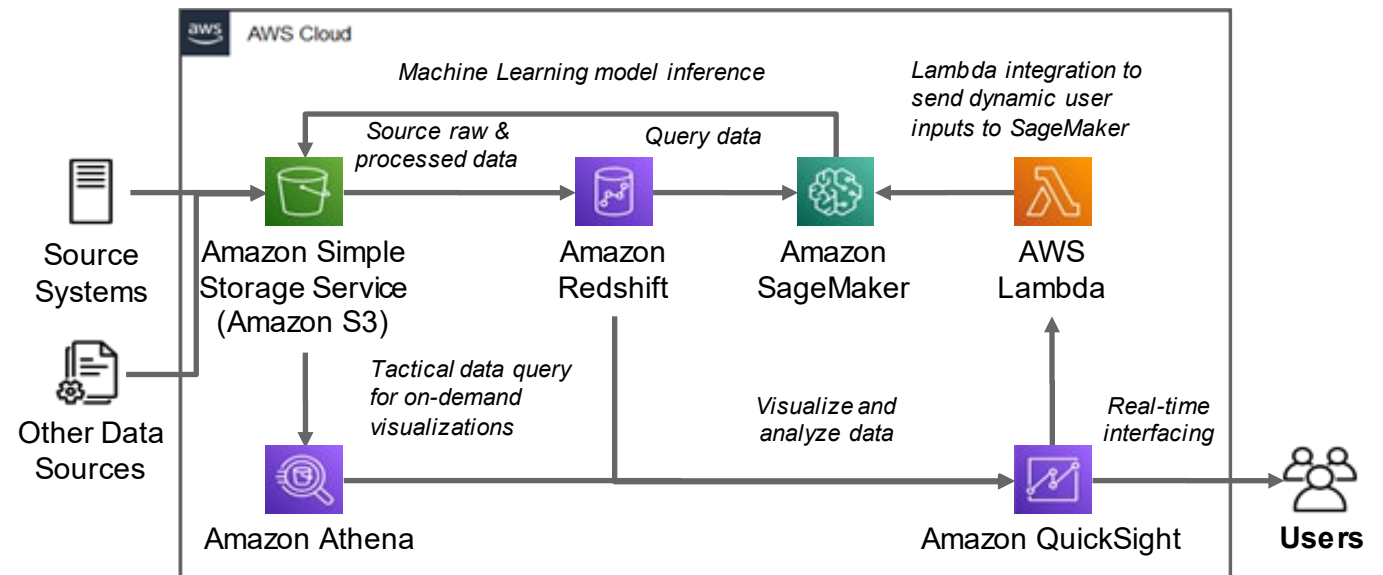 aws
AWS Cloud
Machine Learning model inference
Lambda integration to
send dynamic user
inputs to SageMaker
Source raw &
processed data
Query data
Source
Systems
Amazon Simple
Storage Service
(Amazon S3)
Amazon
Redshift
Amazon
SageMaker
AWS
Lambda
Other Data
Sources
Tactical data query
for on-demand
visualizations
Visualize and
analyze data
Real-time
interfacing
Amazon Athena
Amazon QuickSight
Users